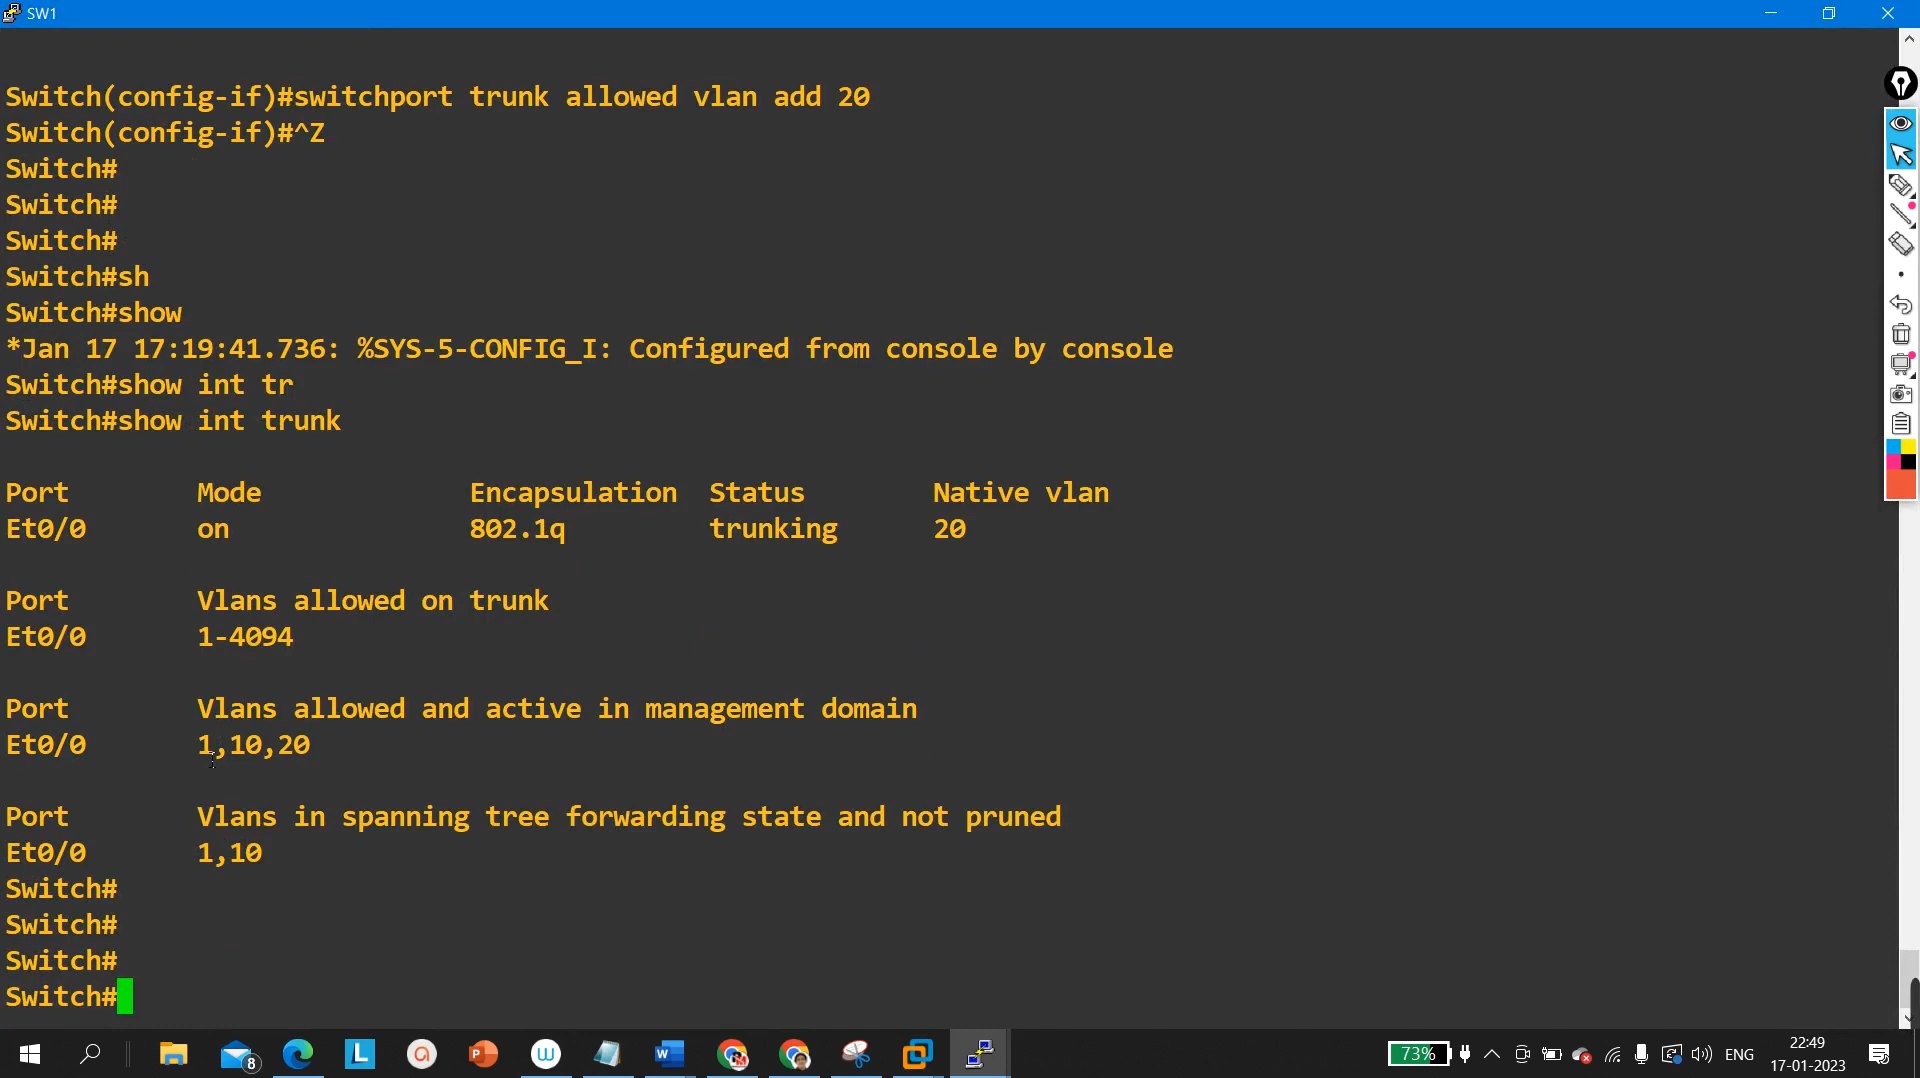 SW1
Switch(config-if)#switchport trunk allowed vlan add 20
Switch(config-if)#^Z
Switch#
Switch#
Switch#
Switch#sh
Switch#show
*Jan 17 17:19:41.736: %SYS-5-CONFIG_I: Configured from console by console
Switch#show int tr
Switch#show int trunk
Port Mode Encapsulation Status Native vlan
Et0/0 on 802.1q trunking 20
Port Vlans allowed on trunk
Et0/0 1-4094
Port Vlans allowed and active in management domain
Et0/0 1,10,20
Port Vlans in spanning tree forwarding state and not pruned
Et0/0 1,10
Switch#
Switch#
Switch#
Switch#
8
L
a
P
W
W
M
73%
ENG
22:49
17-01-2023